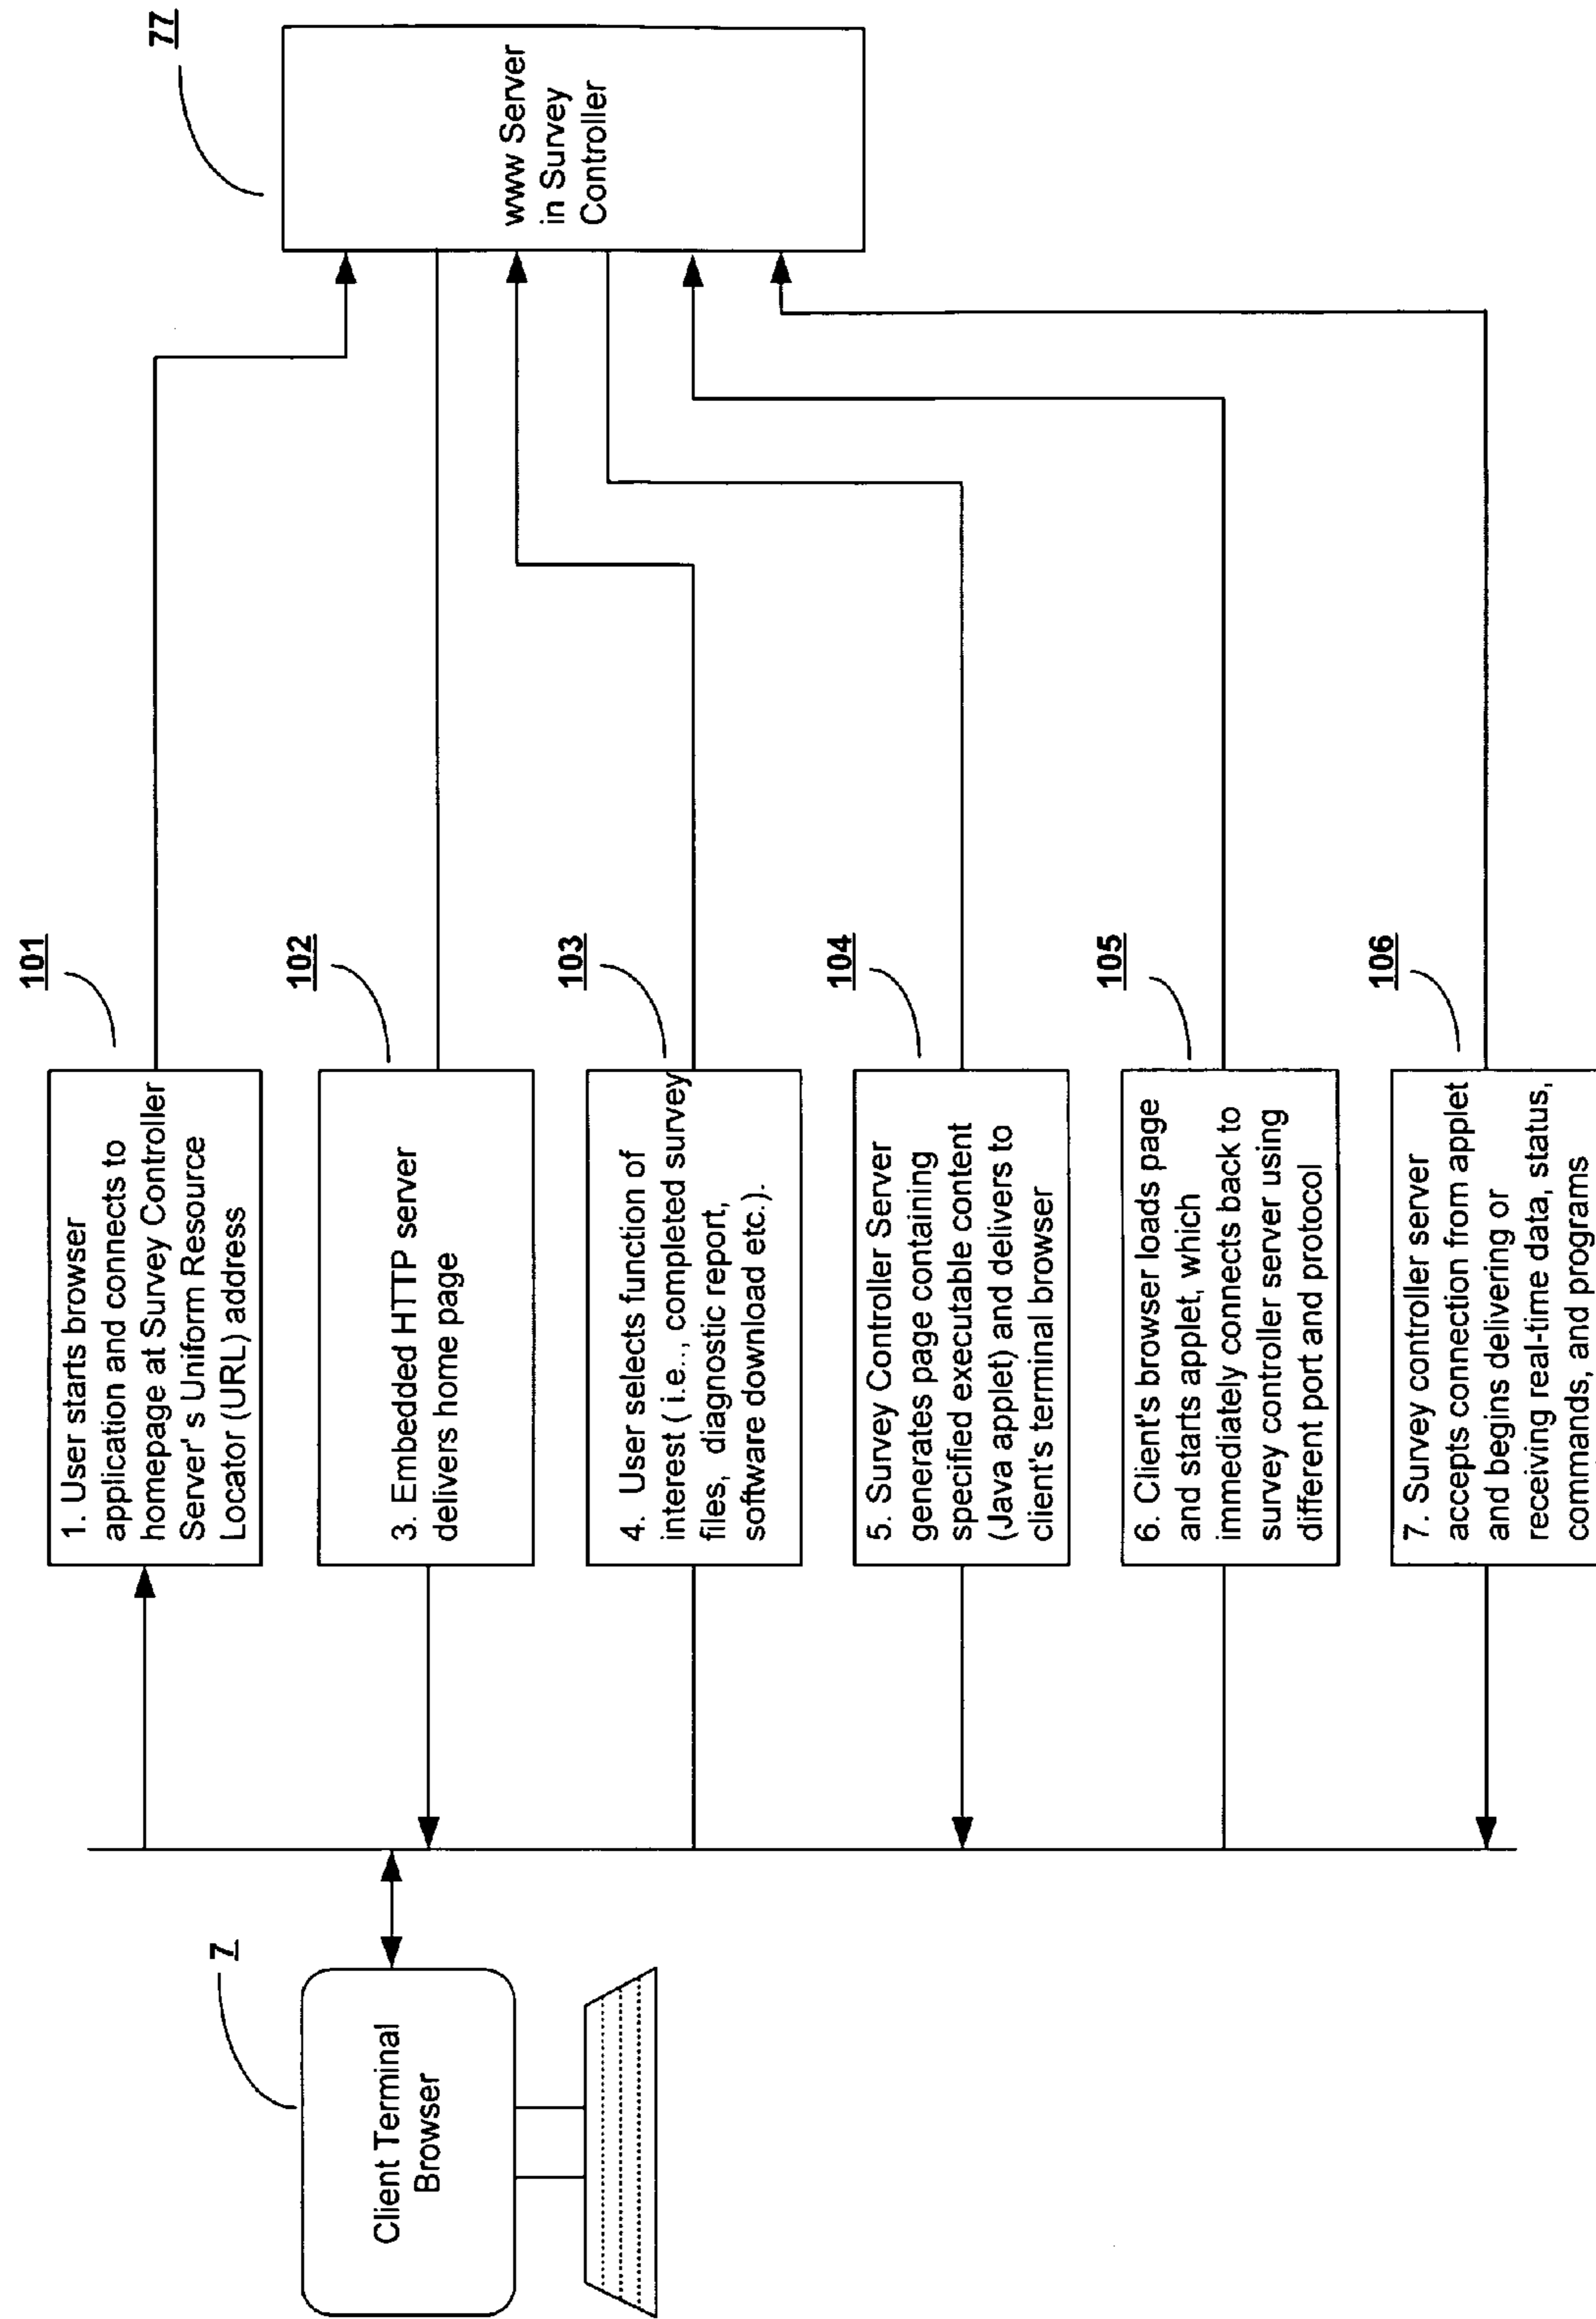 77
www Server
in Survey
Controller
101
1. User starts browser
application and connects to
homepage at Survey Controller
Server' s Uniform Resource
Locator (URL) address
102
3. Embedded HTTP server
delivers home page
103
4. User selects function of
interest ( i.e.., completed survey
files, diagnostic report,
software download etc.).
104
5. Survey Controller Server
generates page containing
specified executable content
(Java applet) and delivers to
client's terminal browser
105
6. Client's browser loads page
and starts applet, which
immediately connects back to
survey controller server using
different port and protocol
106
7. Survey controller server
accepts connection from applet
and begins delivering or
receiving real-time data, status,
commands, and programs
7
Client Terminal
Browser